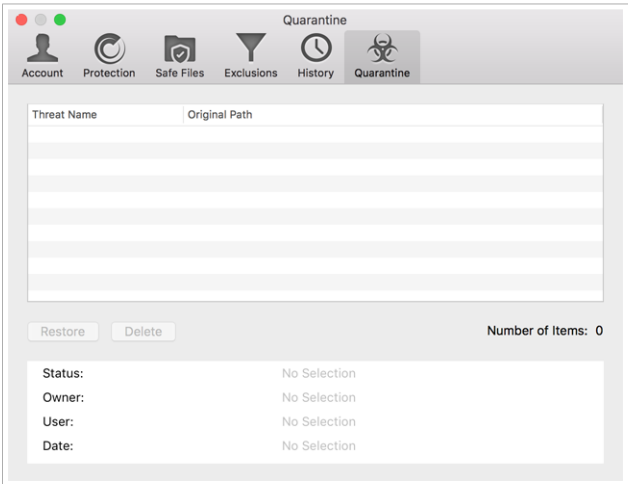 Quarantine
Account Protection Safe Files Exclusions History Quarantine
Threat Name Original Path
Restore Delete Number of Items: 0
Status: No Selection
Owner: No Selection
User: No Selection
Date: No Selection